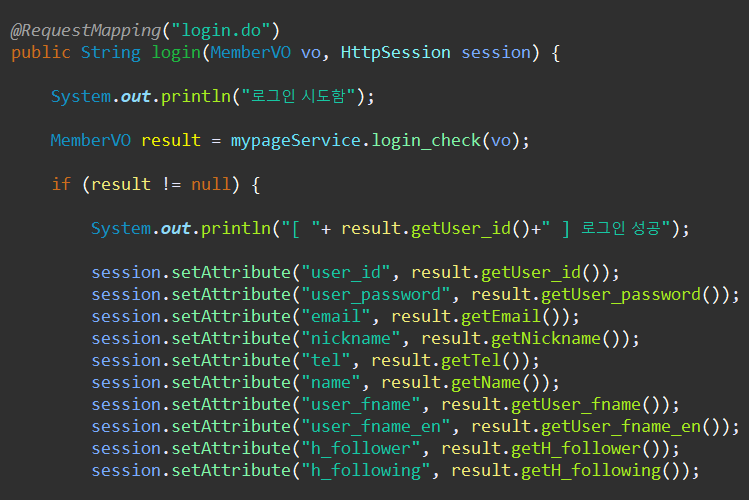 @RequestMapping("login.do")
public String login(MemberVO vo, HttpSession session) {
System.out.println("로그인 시도함");
MemberVO result = mypageService.login_check(vo);
if (result != null) {
System.out.println("[ "+ result.getUser_id()+" ] 로그인 성공");
session.setAttribute("user_id", result.getUser_id());
session.setAttribute("user_password", result.getUser_password());
session.setAttribute("email", result.getEmail());
session.setAttribute("nickname", result.getNickname());
session.setAttribute("tel", result.getTel());
session.setAttribute("name", result.getName());
session.setAttribute("user_fname", result.getUser_fname());
session.setAttribute("user_fname_en", result.getUser_fname_en());
session.setAttribute("h_follower", result.getH_follower());
session.setAttribute("h_following", result.getH_following());